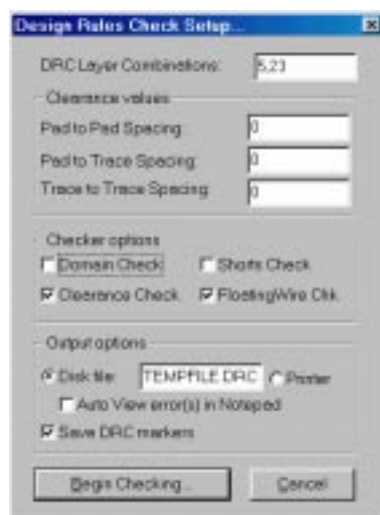 Design Rules Check Setup...
DRC Layer Combinations: 5,23
Clearance values
Pad to Pad Spacing: 0
Pad to Trace Spacing: 0
Trace to Trace Spacing 0
Checker options
Domain Check Shorts Check
Clearance Check FloatingWire Chk
Output options
Disk file: TEMPFILE.DRC Printer
Auto View error(s) in Notepad
Save DRC markers
Begin Checking... Cancel